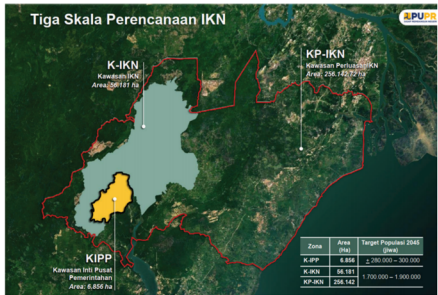 Tiga Skala Perencanaan IKN
PUPR
K-IKN
Kawasan IKN
Area: 56.181 ha
KP-IKN
Kawasan Perluasan IKN
Area: 256.142,72 ha
KIPP
Kawasan Inti Pusat
Pemerintahan
Area: 6,856 ha
Zona Area (Ha) Target Populasi 2045 (jiwa)
K-IPP 6.856 ± 280.000 – 300.000
K-IKN 56.181 1.700.000 – 1.900.000
KP-IKN 256.142